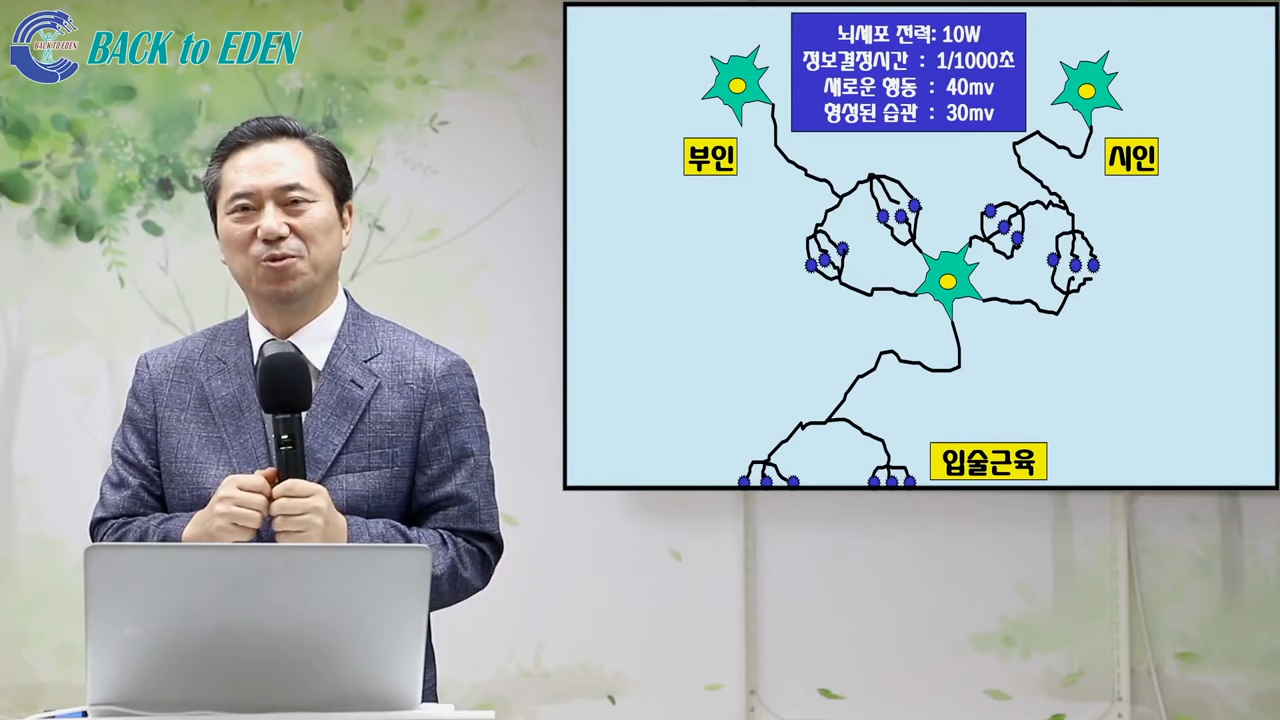 BACK TO EDEN
BACK to EDEN
뇌세포 전력: 10W
정보결정시간 : 1/1000초
새로운 행동 : 40mv
형성된 습관 : 30mv
부인
시인
입술근육